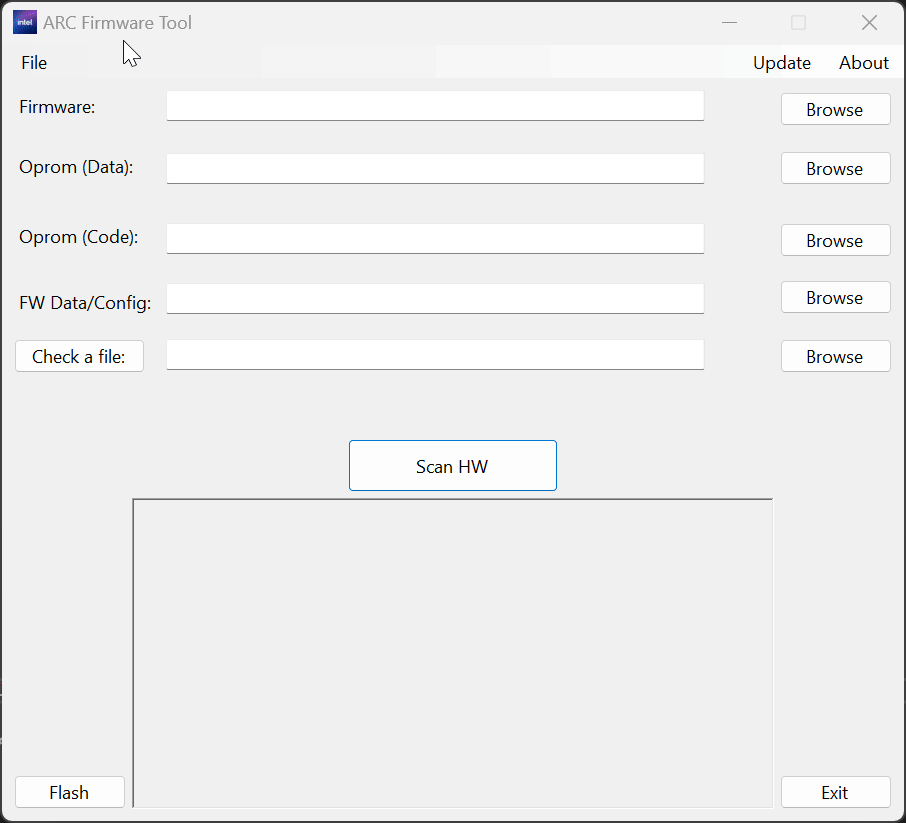 intel ARC Firmware Tool
File Update About
Firmware: Browse
Oprom (Data): Browse
Oprom (Code): Browse
FW Data/Config: Browse
Check a file: Browse
Scan HW
Flash Exit